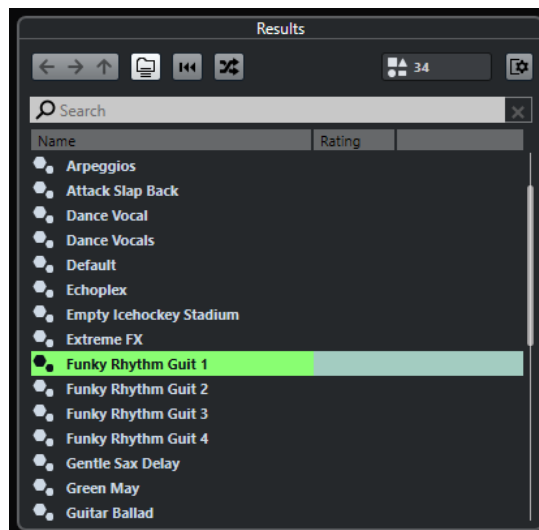 Results
34
Search
Name Rating
Arpeggios
Attack Slap Back
Dance Vocal
Dance Vocals
Default
Echoplex
Empty Icehockey Stadium
Extreme FX
Funky Rhythm Guit 1
Funky Rhythm Guit 2
Funky Rhythm Guit 3
Funky Rhythm Guit 4
Gentle Sax Delay
Green May
Guitar Ballad